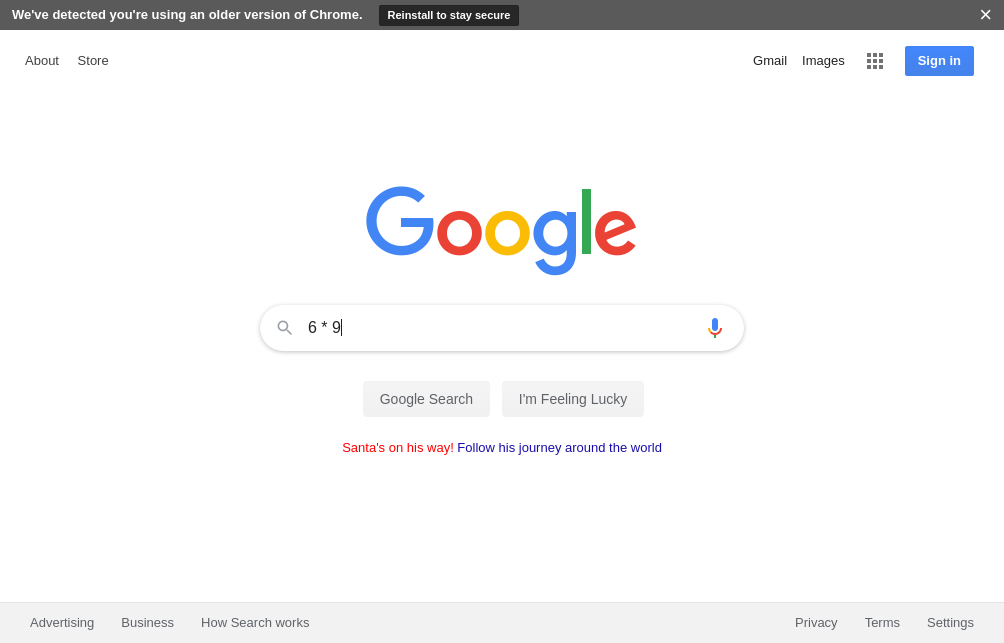 We've detected you're using an older version of Chrome. Reinstall to stay secure
About Store Gmail Images Sign in
Google
6 * 9
Google Search I'm Feeling Lucky
Santa's on his way! Follow his journey around the world
Advertising Business How Search works Privacy Terms Settings